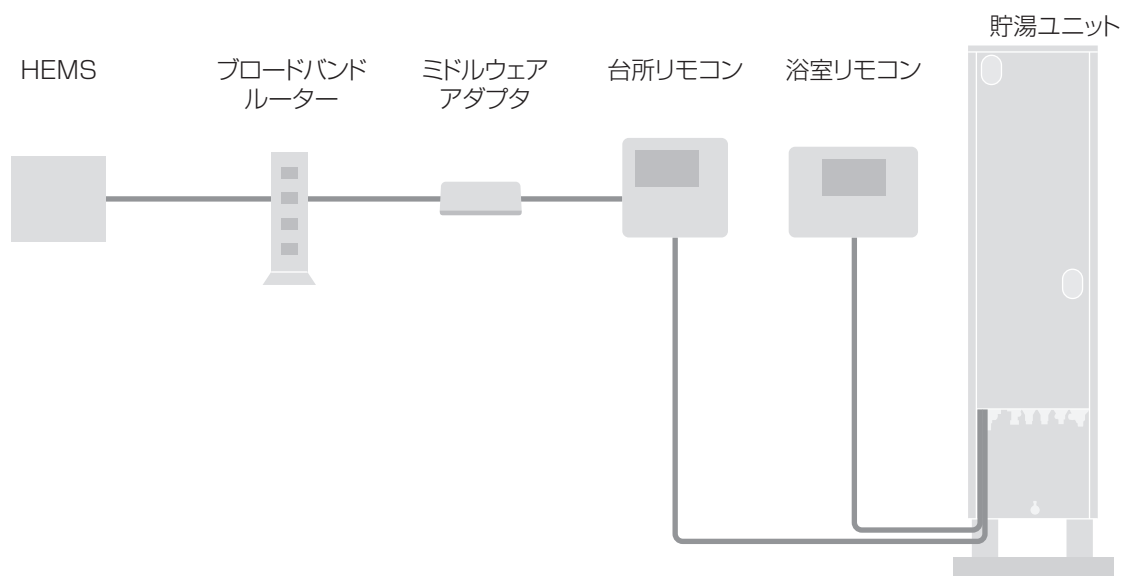 貯湯ユニット
HEMS
ブロードバンド
ルーター
ミドルウェア
アダプタ
台所リモコン
浴室リモコン